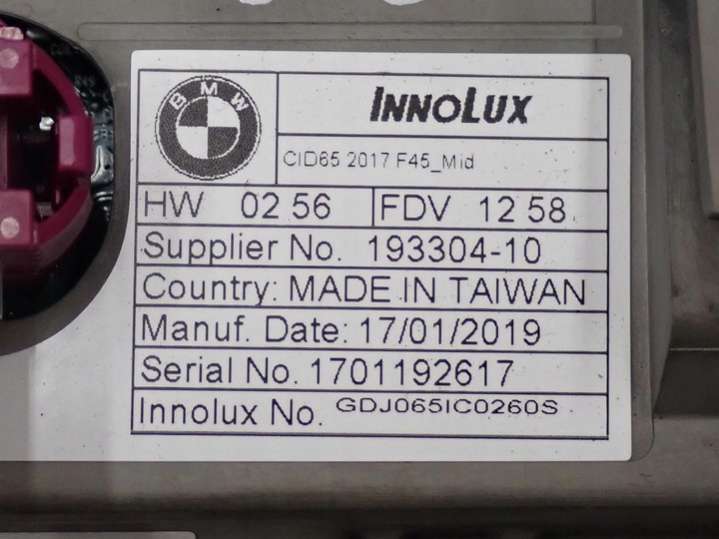 BMW
INNOLUX
CID65 2017 F45_Mid
HW 02 56 FDV 12 58
Supplier No. 193304-10
Country: MADE IN TAIWAN
Manuf. Date: 17/01/2019
Serial No. 1701192617
Innolux No. GDJ065IC0260S